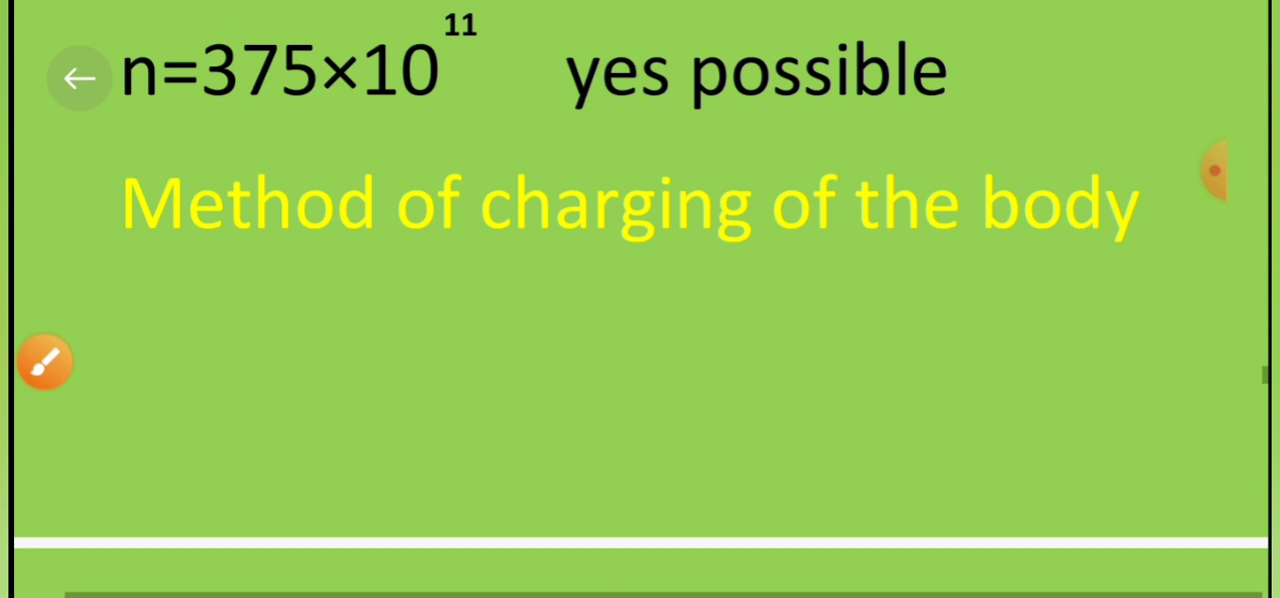 n=375×10¹¹ yes possible
Method of charging of the body